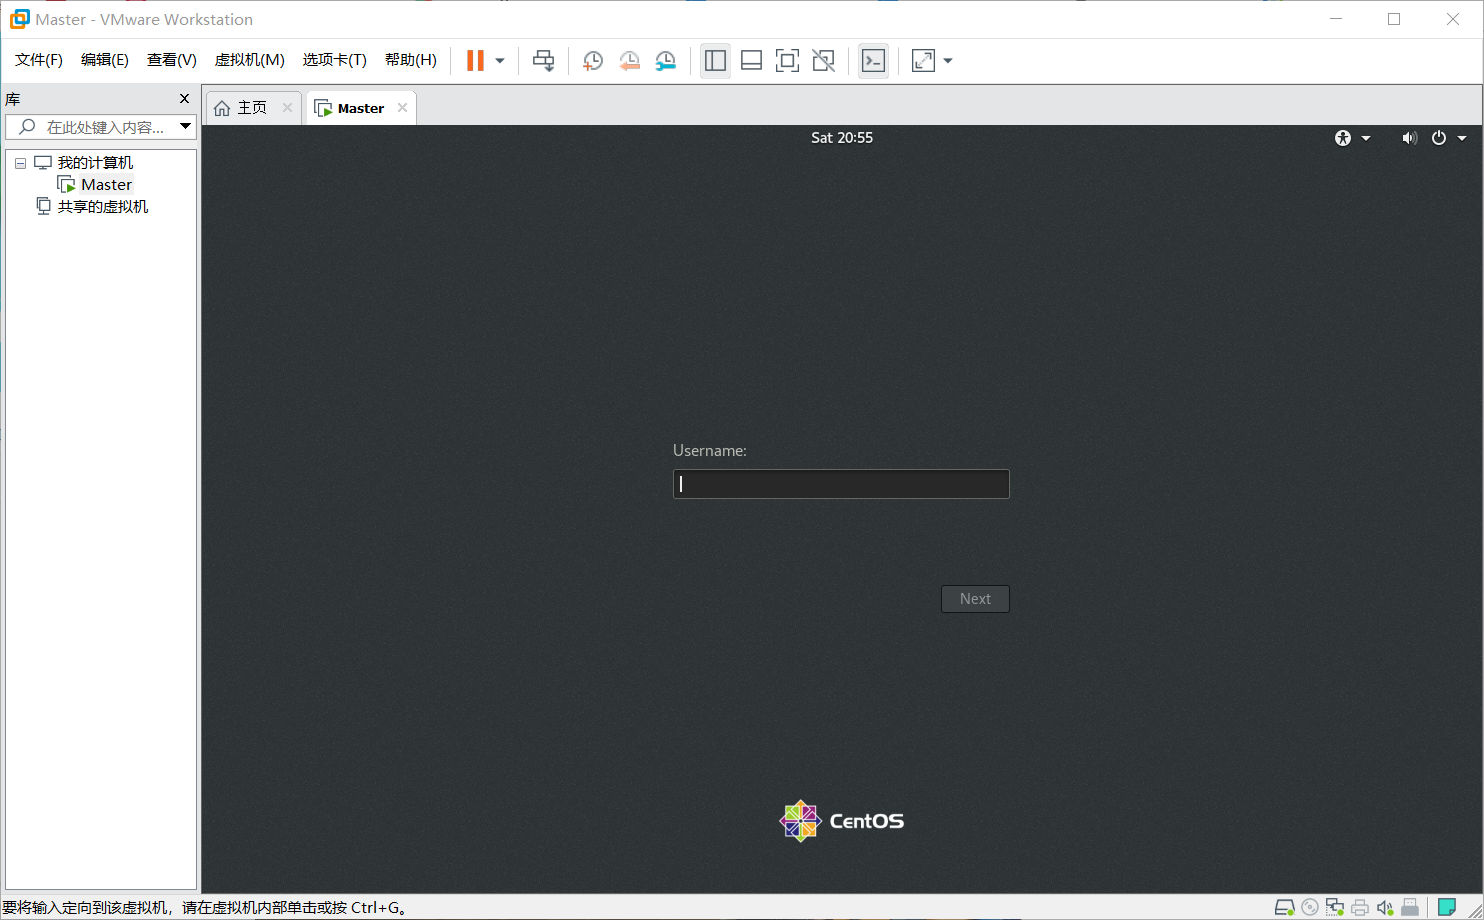 Master - VMware Workstation
文件(F) 编辑(E) 查看(V) 虚拟机(M) 选项卡(T) 帮助(H)
库
主页 Master
在此处键入内容...
Sat 20:55
我的计算机
Master
共享的虚拟机
Username:
Next
CentOS
要将输入定向到该虚拟机，请在虚拟机内部单击或按 Ctrl+G。